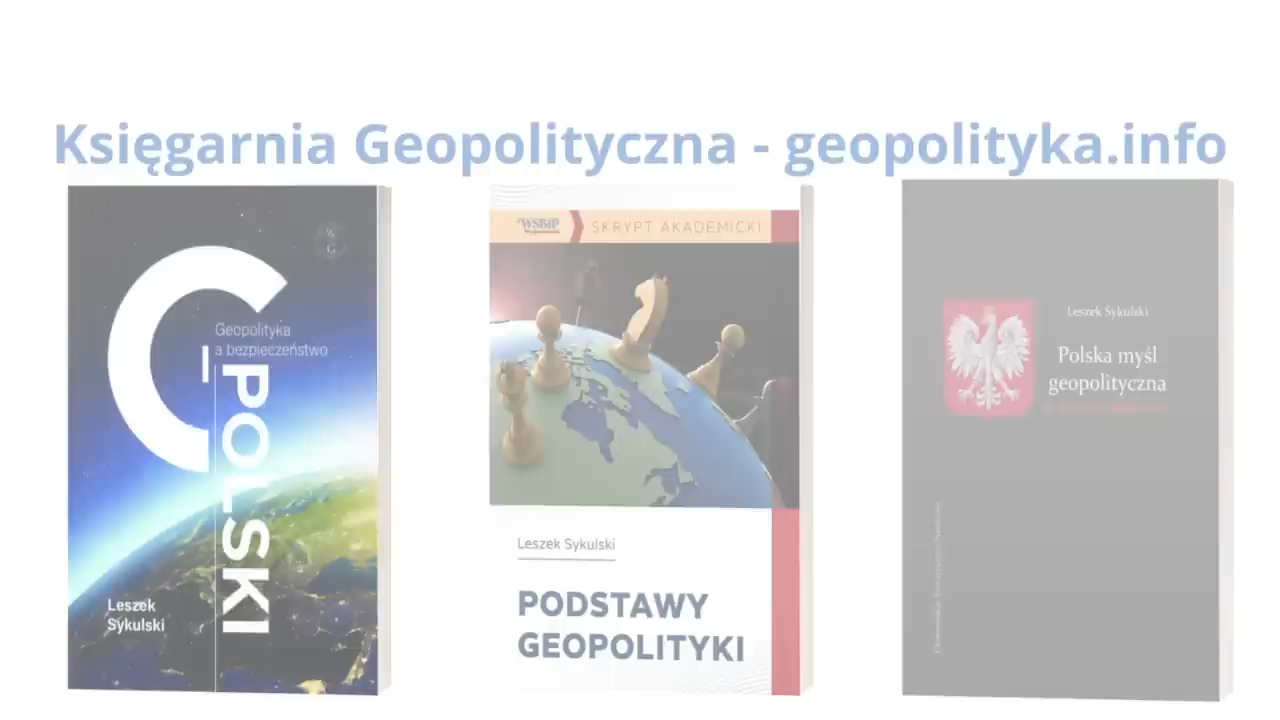 Księgarnia Geopolityczna - geopolityka.info
W
G
Geopolityka
a bezpieczeństwo
POLSKI
Leszek
Sykulski
SKRYPT AKADEMICKI
Leszek Sykulski
PODSTAWY
GEOPOLITYKI
Leszek Sykulski
Polska myśl
geopolityczna